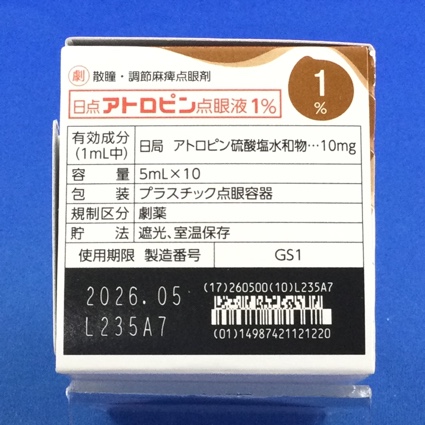 劇 散瞳・調節麻痺点眼剤
日点 アトロピン点眼液1%
1
%
有効成分 日局 アトロピン硫酸塩水和物…10mg
(1mL中)
容量 5mL×10
包装 プラスチック点眼容器
規制区分 劇薬
貯法 遮光、室温保存
使用期限 製造番号 GS1
2026.05
L235A7
(17)260500(10)L235A7
(01)14987421121220